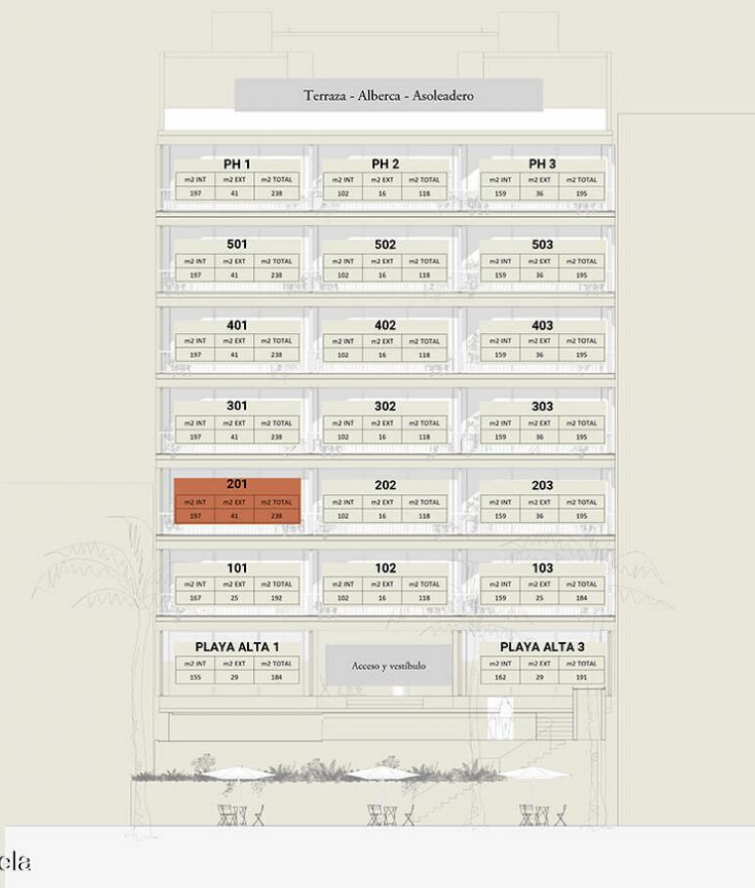 Terraza - Alberca - Asoleadero
PH 1 PH 2 PH 3
m2 INT m2 EXT m2 TOTAL m2 INT m2 EXT m2 TOTAL m2 INT m2 EXT m2 TOTAL
197 41 238 102 16 118 159 36 195
501 502 503
m2 INT m2 EXT m2 TOTAL m2 INT m2 EXT m2 TOTAL m2 INT m2 EXT m2 TOTAL
197 41 238 102 16 118 159 36 195
401 402 403
m2 INT m2 EXT m2 TOTAL m2 INT m2 EXT m2 TOTAL m2 INT m2 EXT m2 TOTAL
197 41 238 102 16 118 159 36 195
301 302 303
m2 INT m2 EXT m2 TOTAL m2 INT m2 EXT m2 TOTAL m2 INT m2 EXT m2 TOTAL
197 41 238 102 16 118 159 36 195
201 202 203
m2 INT m2 EXT m2 TOTAL m2 INT m2 EXT m2 TOTAL m2 INT m2 EXT m2 TOTAL
197 41 238 102 16 118 159 36 195
101 102 103
m2 INT m2 EXT m2 TOTAL m2 INT m2 EXT m2 TOTAL m2 INT m2 EXT m2 TOTAL
167 25 192 102 16 118 159 25 184
PLAYA ALTA 1 Acceso y vestíbulo PLAYA ALTA 3
m2 INT m2 EXT m2 TOTAL m2 INT m2 EXT m2 TOTAL
155 29 184 162 29 191
ela